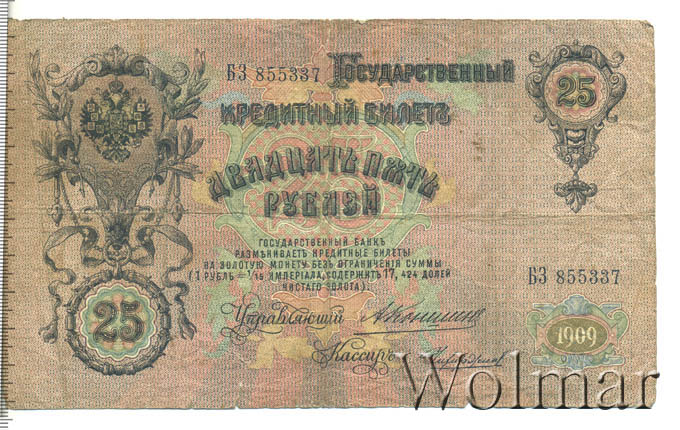 БЗ 855337 Государственный 25
Кредитный Билетъ
Двадцать пять
рублей
Государственный банкъ
размѣниваетъ кредитные билеты
на золотую монету безъ ограниченія суммы
(1 рубль = 1/15 имперіала, содержитъ 17,424 долей
чистаго золота).
БЗ 855337
25
Управляющій
1909
Кассиръ
Wolmar